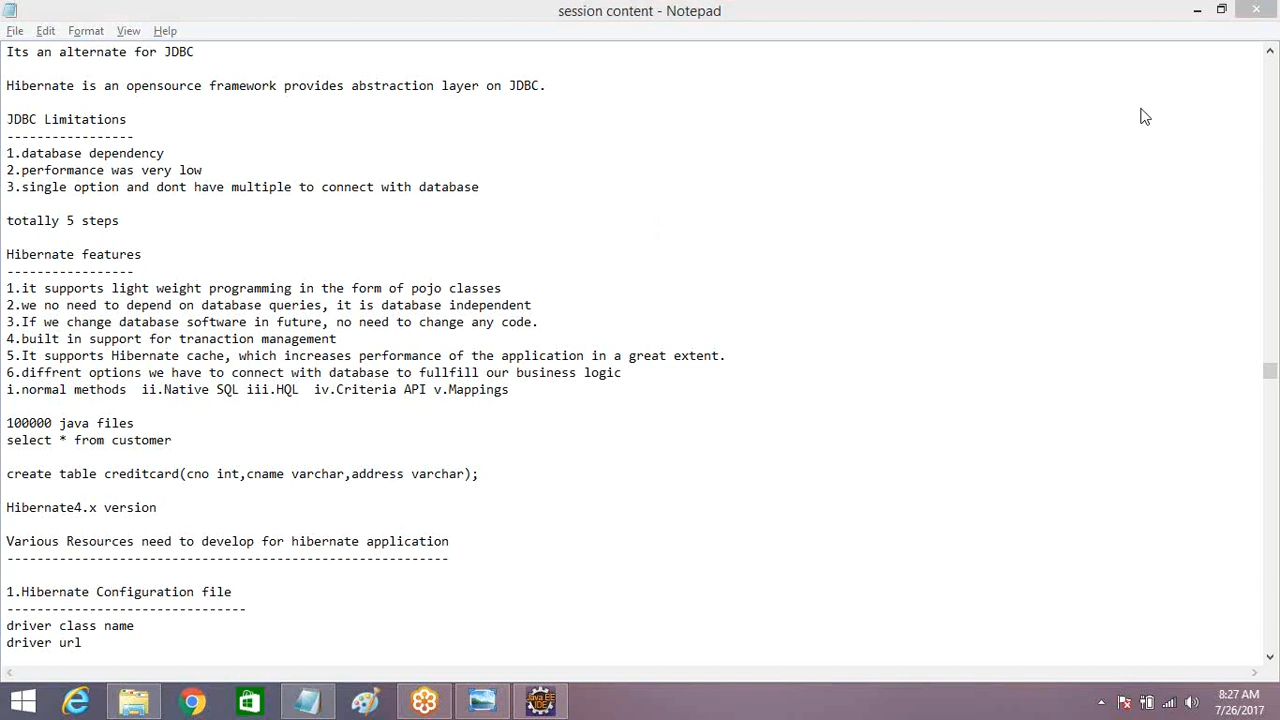 session content - Notepad
File Edit Format View Help
Its an alternate for JDBC
Hibernate is an opensource framework provides abstraction layer on JDBC.
JDBC Limitations
-----------------
1.database dependency
2.performance was very low
3.single option and dont have multiple to connect with database
totally 5 steps
Hibernate features
-----------------
1.it supports light weight programming in the form of pojo classes
2.we no need to depend on database queries, it is database independent
3.If we change database software in future, no need to change any code.
4.built in support for tranaction management
5.It supports Hibernate cache, which increases performance of the application in a great extent.
6.diffrent options we have to connect with database to fullfill our business logic
i.normal methods  ii.Native SQL iii.HQL  iv.Criteria API v.Mappings
100000 java files
select * from customer
create table creditcard(cno int,cname varchar,address varchar);
Hibernate4.x version
Various Resources need to develop for hibernate application
-----------------------------------------------------------
1.Hibernate Configuration file
--------------------------------
driver class name
driver url
Java EE
IDE
8:27 AM
7/26/2017